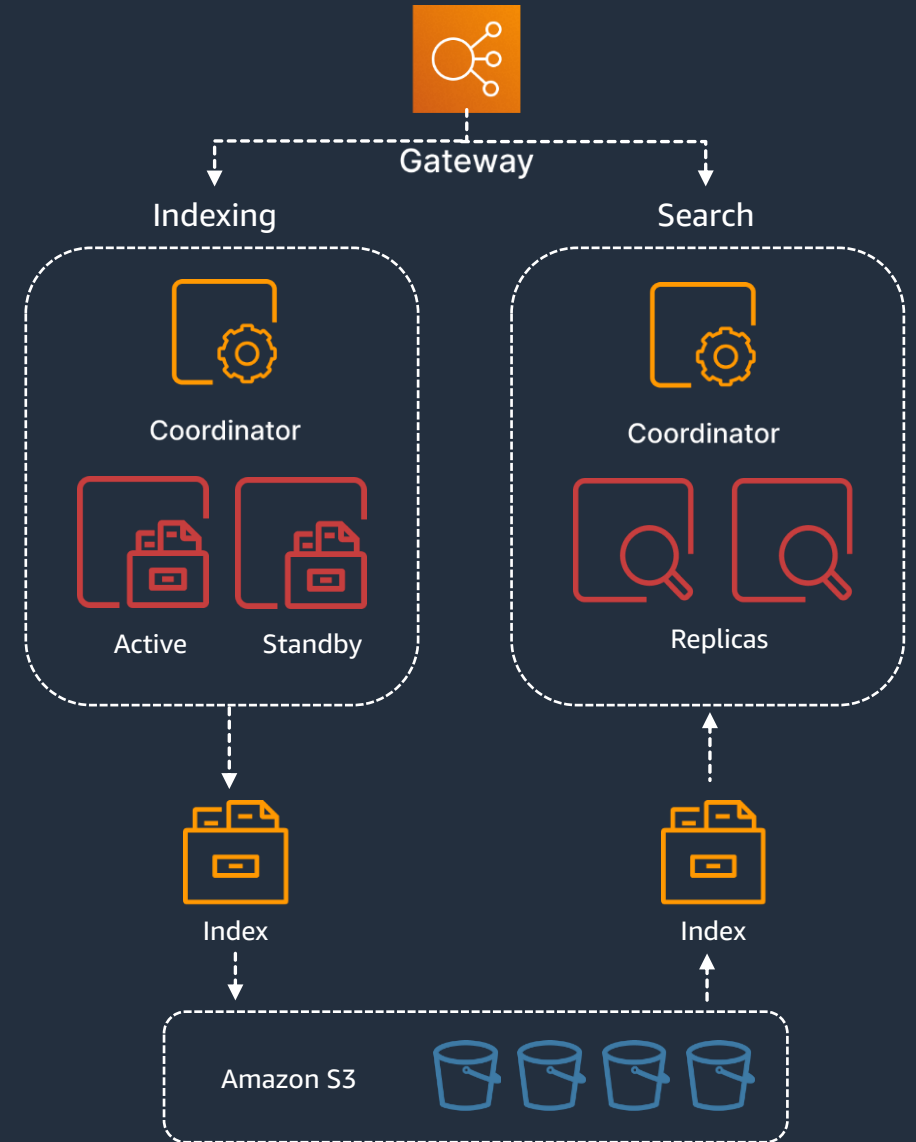 Gateway
Indexing
Search
Coordinator
Coordinator
Active
Standby
Replicas
Index
Index
Amazon S3